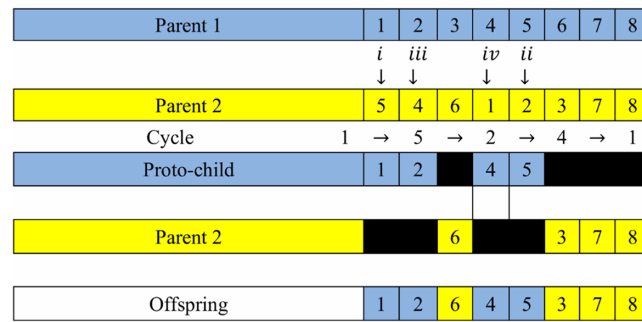 Parent 1 1 2 3 4 5 6 7 8
i iii iv ii
↓ ↓ ↓ ↓
Parent 2 5 4 6 1 2 3 7 8
Cycle 1 → 5 → 2 → 4 → 1
Proto-child 1 2 4 5
Parent 2 6 3 7 8
Offspring 1 2 6 4 5 3 7 8